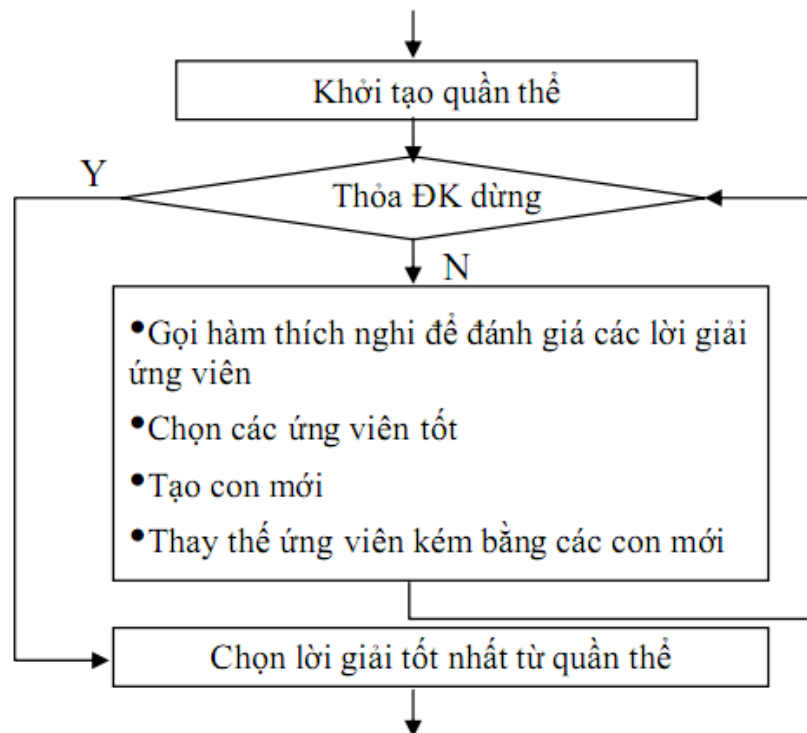 Khởi tạo quần thể
Y
Thỏa ĐK dừng
N
•Gọi hàm thích nghi để đánh giá các lời giải
ứng viên
•Chọn các ứng viên tốt
•Tạo con mới
•Thay thế ứng viên kém bằng các con mới
Chọn lời giải tốt nhất từ quần thể